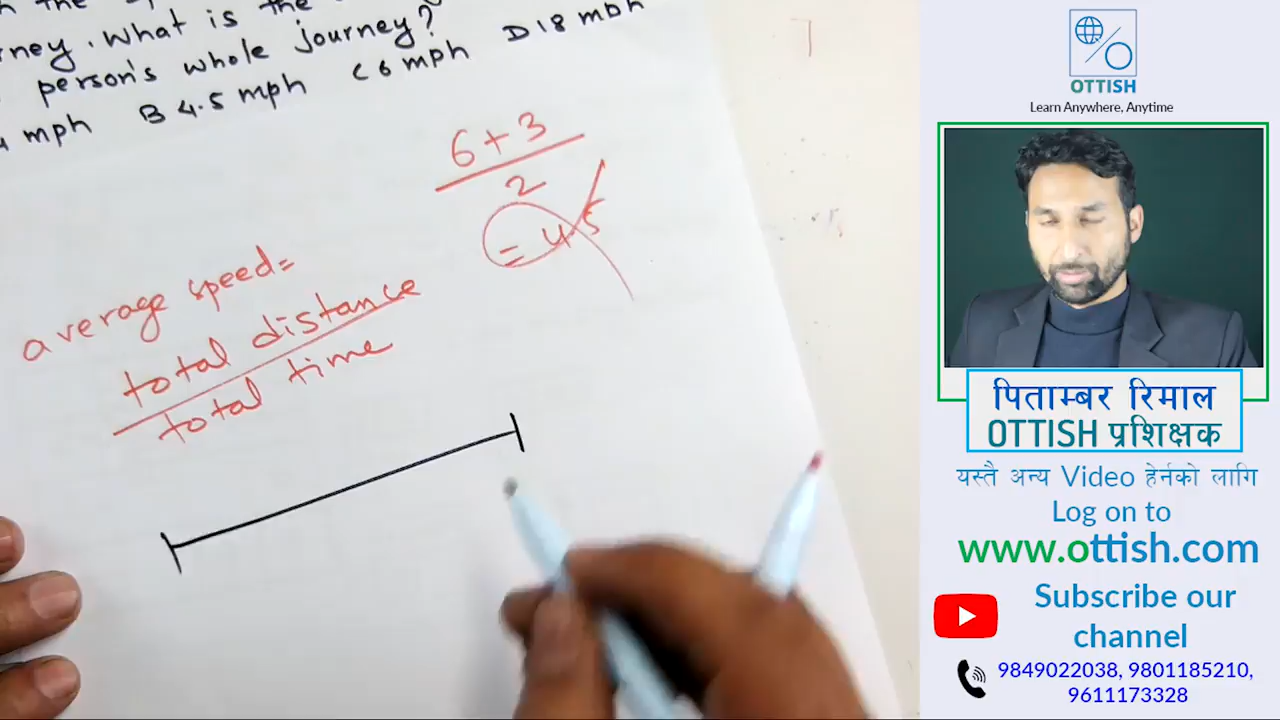 rney. What is the
person's whole journey?
mph B 4.5 mph C 6 mph D 18 mph
6+3
2
= 4.5
average speed=
total distance
total time
OTTISH
Learn Anywhere, Anytime
पिताम्बर रिमाल
OTTISH प्रशिक्षक
यस्तै अन्य Video हेर्नको लागि
Log on to
www.ottish.com
Subscribe our
channel
9849022038, 9801185210,
9611173328